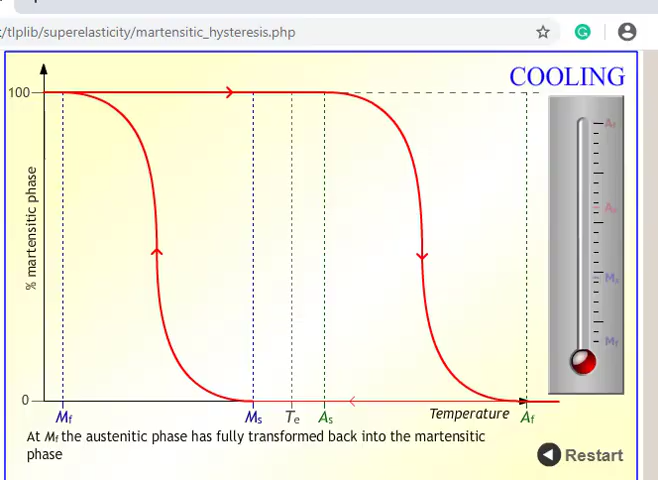 :/tlplib/superelasticity/martensitic_hysteresis.php
COOLING
100
% martensitic phase
0
Af
As
Ms
Mf
Temperature
Mf Ms Te As Af
At Mf the austenitic phase has fully transformed back into the martensitic
phase
Restart